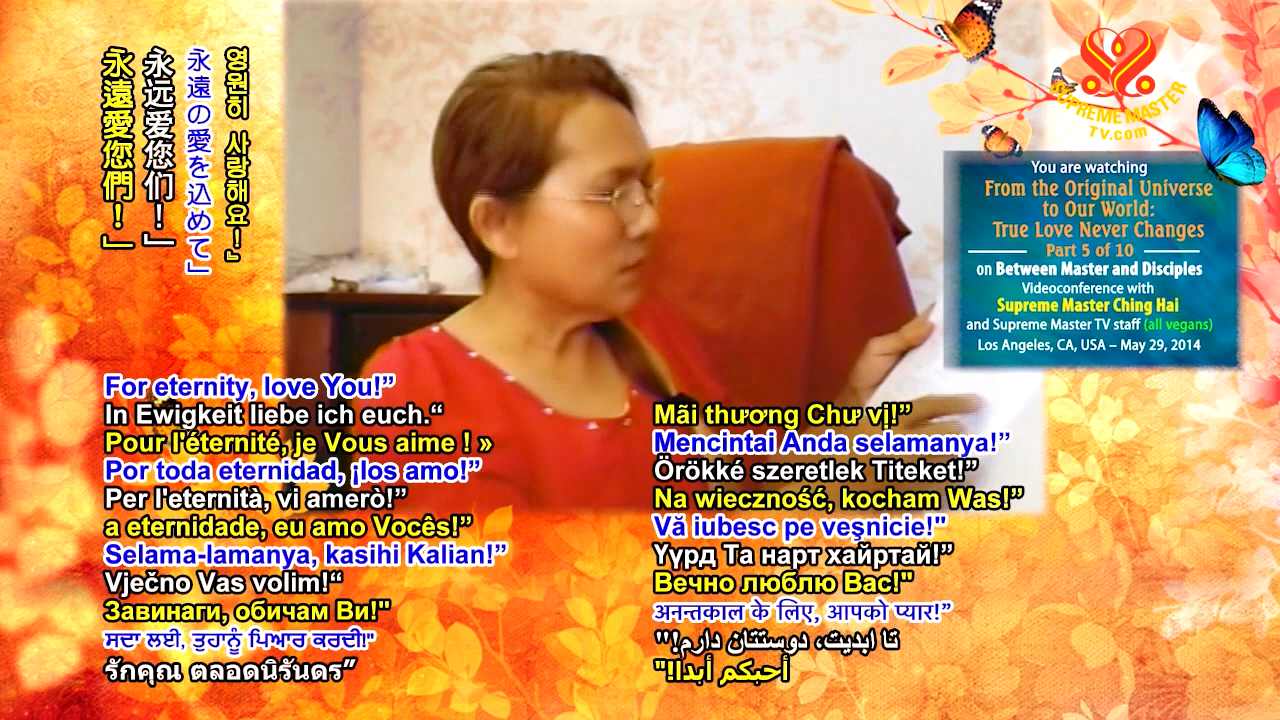 영원히 사랑해요!』
永遠の愛を込めて」
永远爱您们！」
永遠愛您們！」
SUPREME MASTER
TV.com
You are watching
From the Original Universe
to Our World:
True Love Never Changes
Part 5 of 10
on Between Master and Disciples
Videoconference with
Supreme Master Ching Hai
and Supreme Master TV staff (all vegans)
Los Angeles, CA, USA – May 29, 2014
For eternity, love You!”
In Ewigkeit liebe ich euch.“
Pour l'éternité, je Vous aime ! »
Por toda eternidad, ¡los amo!”
Per l'eternità, vi amerò!”
a eternidade, eu amo Vocês!”
Selama-lamanya, kasihi Kalian!”
Vječno Vas volim!“
Завинаги, обичам Ви!"
ਸਦਾ ਲਈ, ਤੁਹਾਨੂੰ ਪਿਆਰ ਕਰਦੀ!"
รักคุณ ตลอดนิรันดร”
Mãi thương Chư vị!”
Mencintai Anda selamanya!”
Örökké szeretlek Titeket!”
Na wieczność, kocham Was!”
Vă iubesc pe veşnicie!"
Үүрд Та нарт хайртай!”
Вечно люблю Вас!"
अनन्तकाल के लिए, आपको प्यार!”
تا ابدیت، دوستتان دارم!"
أحبكم أبدا!"